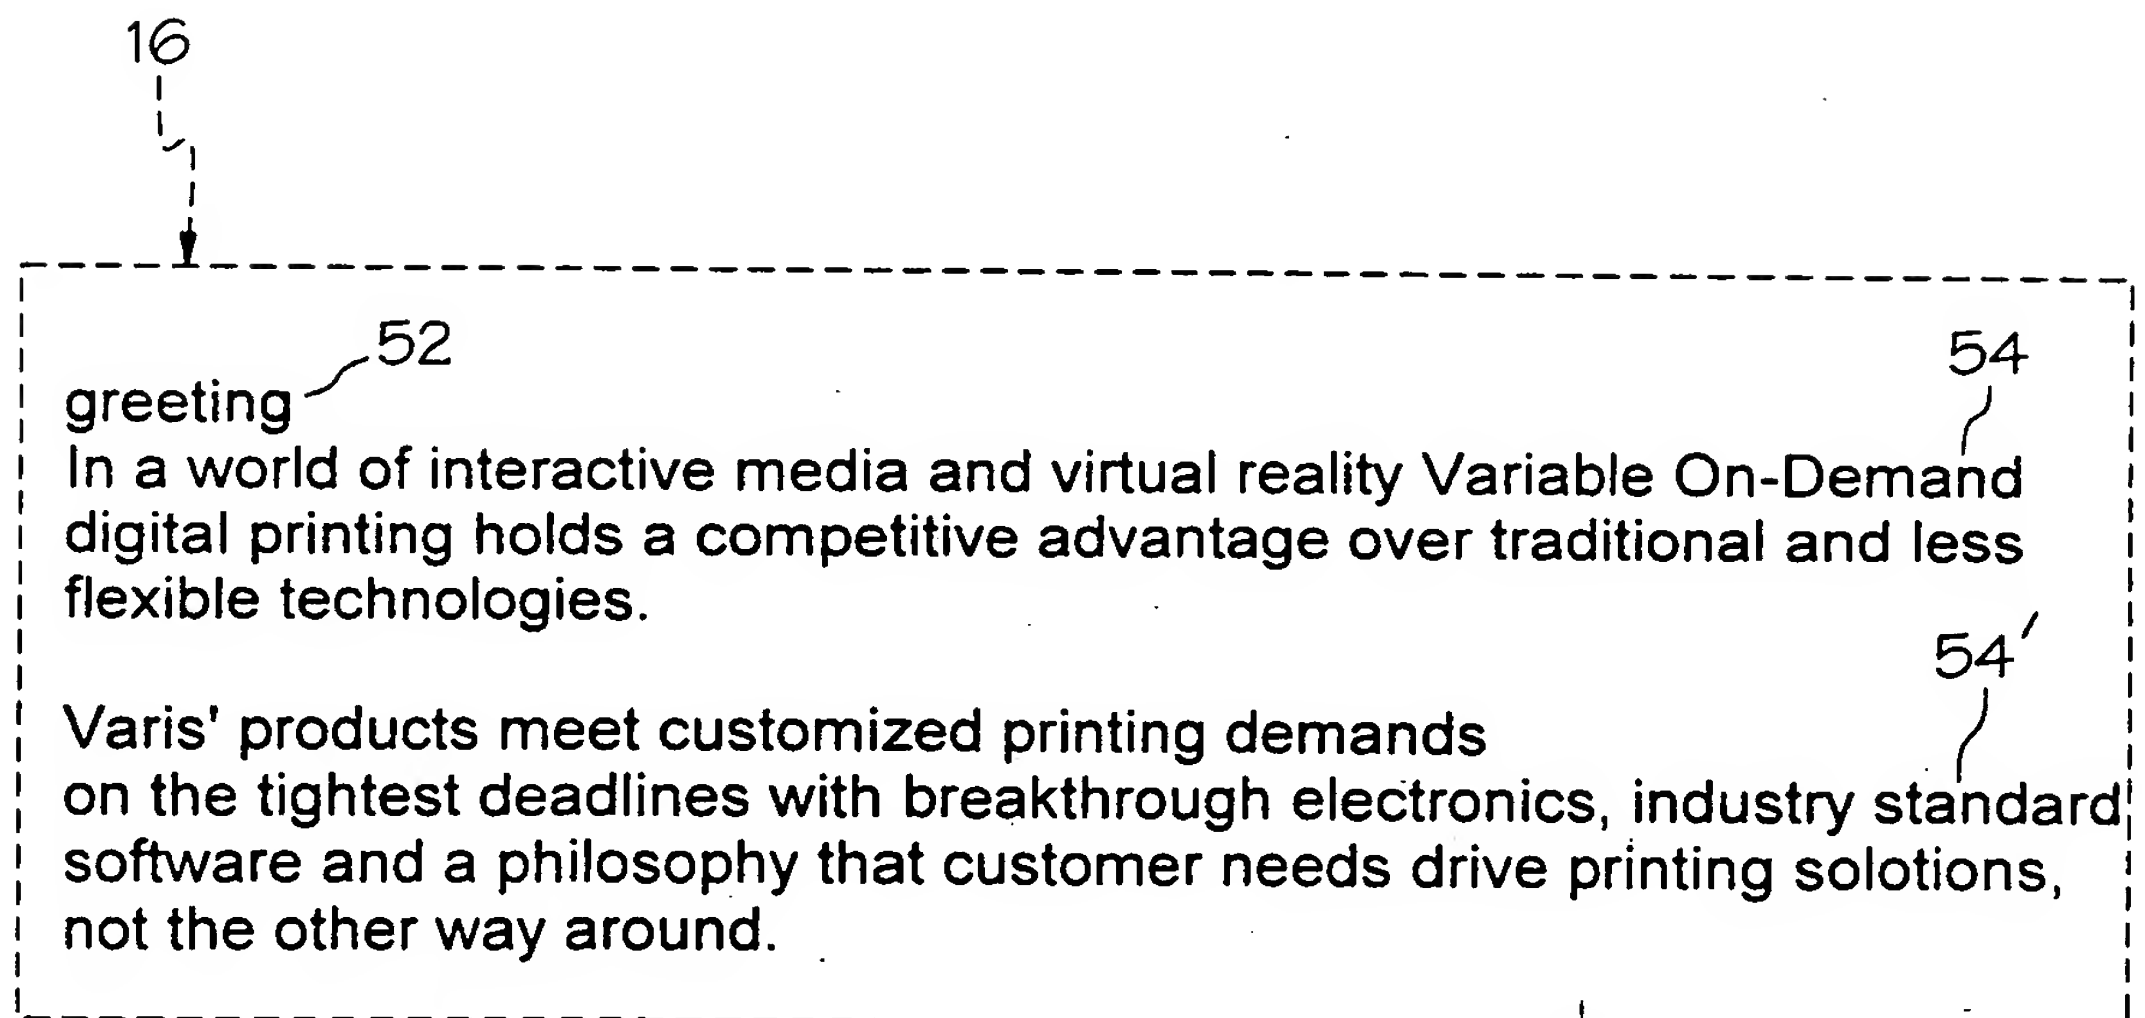 16
52
54
greeting
In a world of interactive media and virtual reality Variable On-Demand
digital printing holds a competitive advantage over traditional and less
flexible technologies.
54'
Varis' products meet customized printing demands
on the tightest deadlines with breakthrough electronics, industry standard
software and a philosophy that customer needs drive printing solotions,
not the other way around.